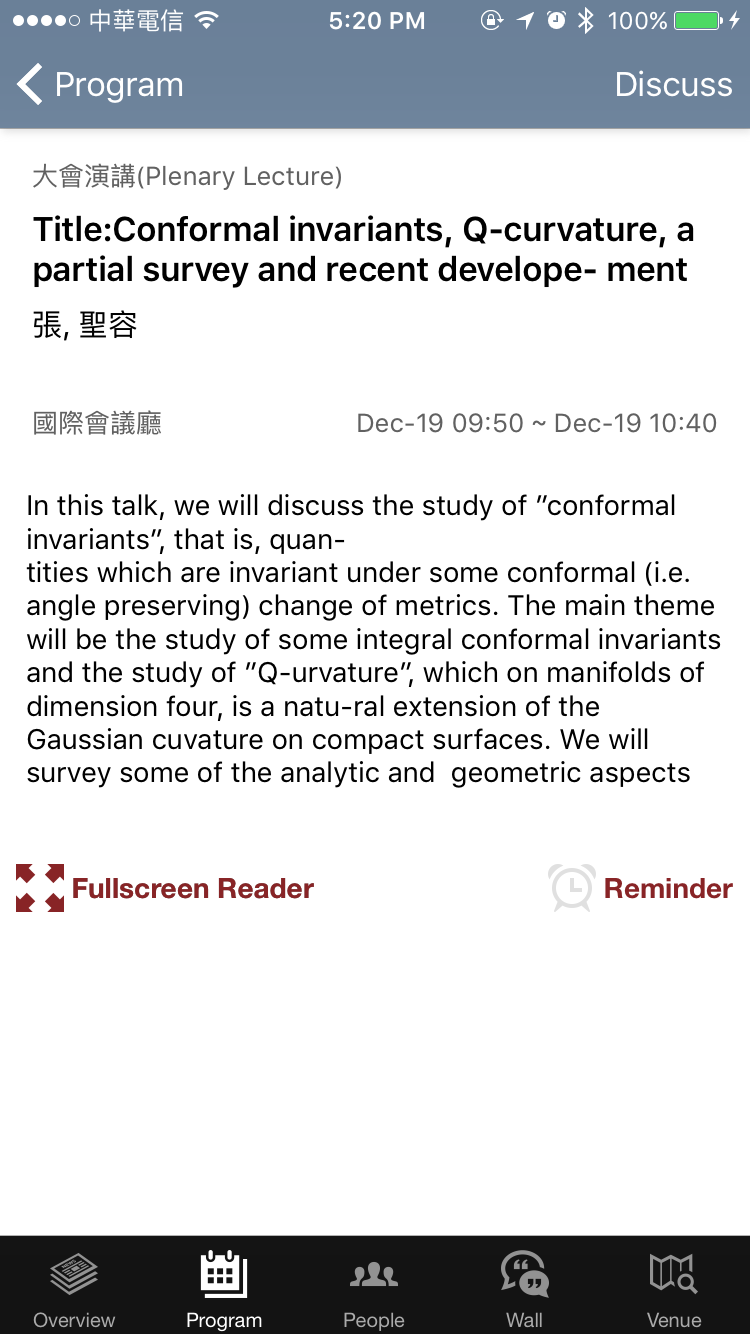 中華電信 5:20 PM 100%
Program Discuss
大會演講(Plenary Lecture)
Title:Conformal invariants, Q-curvature, a
partial survey and recent develope- ment
張, 聖容
國際會議廳 Dec-19 09:50 ~ Dec-19 10:40
In this talk, we will discuss the study of ”conformal
invariants”, that is, quan-
tities which are invariant under some conformal (i.e.
angle preserving) change of metrics. The main theme
will be the study of some integral conformal invariants
and the study of ”Q-urvature”, which on manifolds of
dimension four, is a natu-ral extension of the
Gaussian cuvature on compact surfaces. We will
survey some of the analytic and  geometric aspects
Fullscreen Reader Reminder
Overview Program People Wall Venue